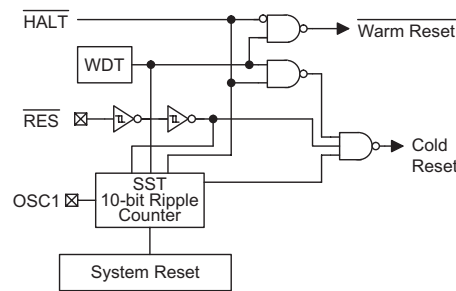 HALT
Warm Reset
WDT
RES
Cold
Reset
SST
10-bit Ripple
Counter
OSC1
System Reset